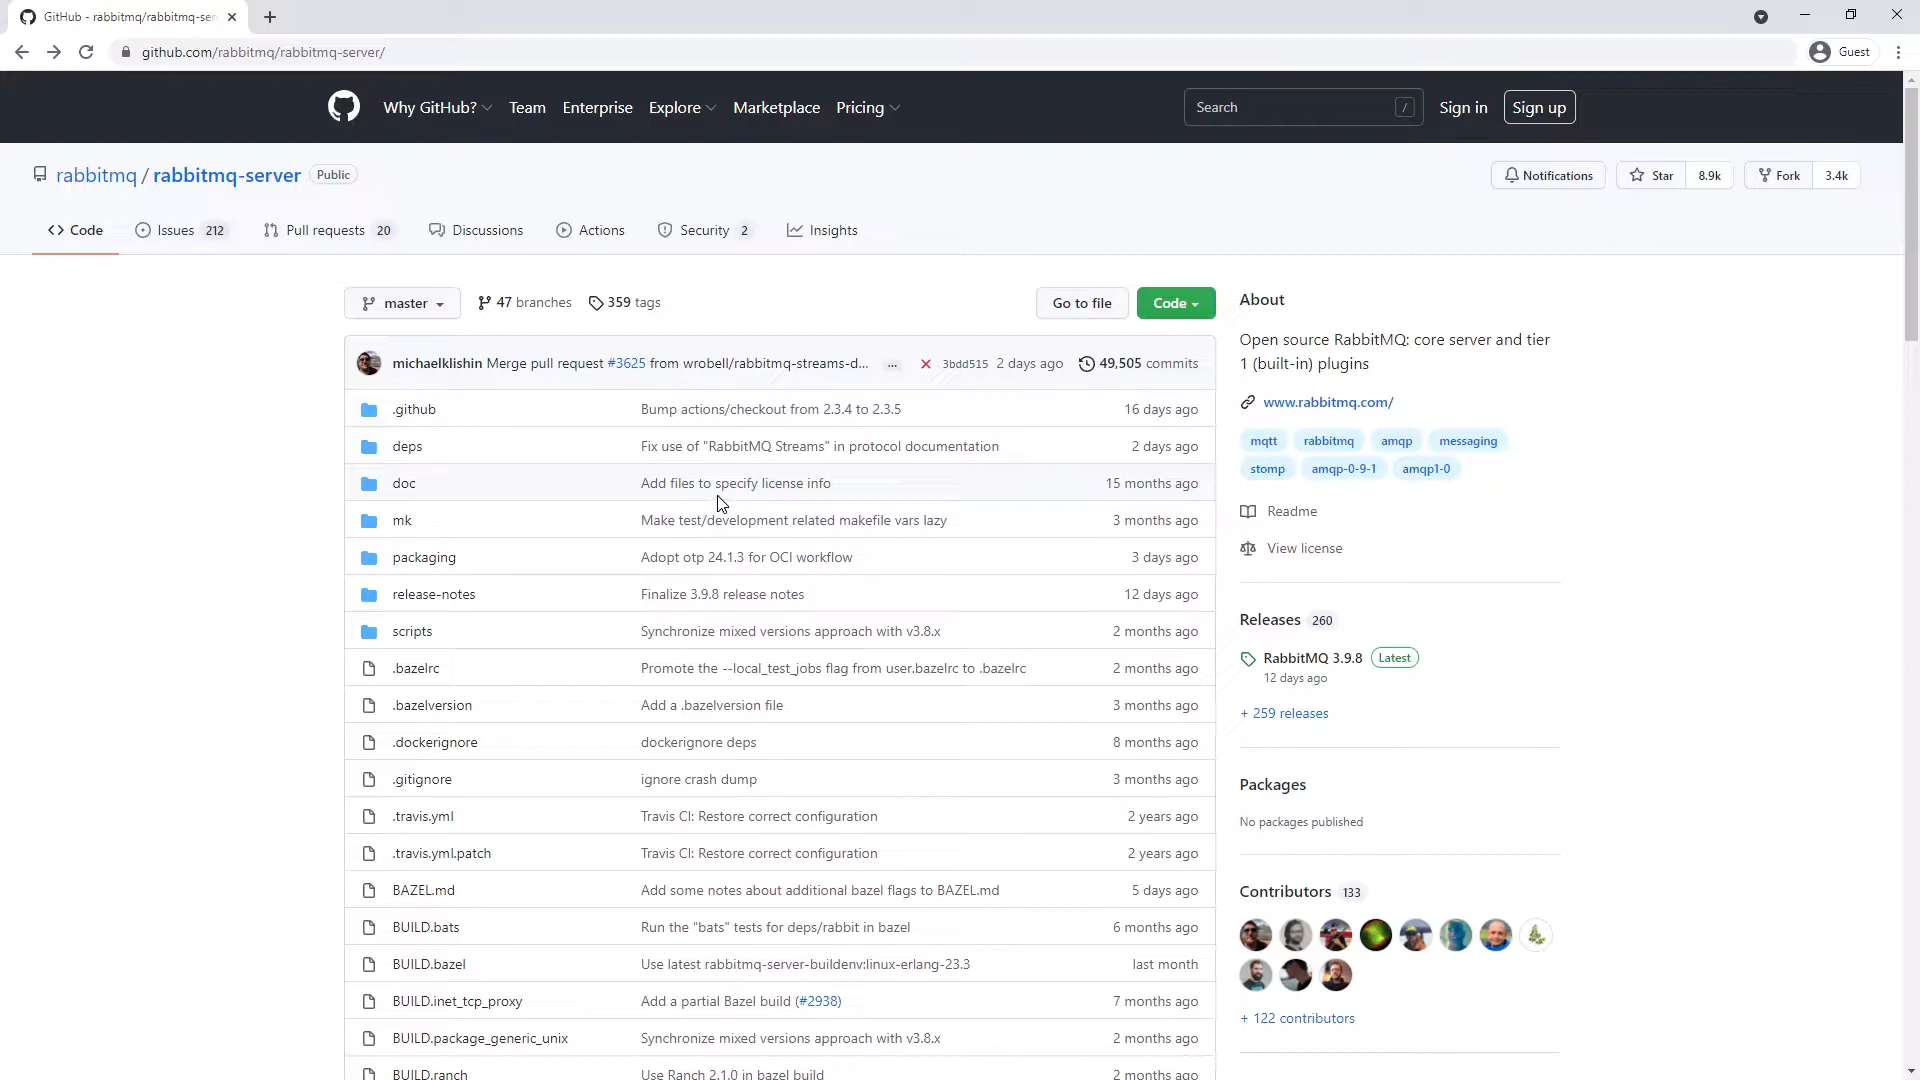 GitHub - rabbitmq/rabbitmq-ser
github.com/rabbitmq/rabbitmq-server/
Guest
Why GitHub? Team Enterprise Explore Marketplace Pricing
Search /
Sign in Sign up
rabbitmq / rabbitmq-server Public
Notifications Star 8.9k Fork 3.4k
Code Issues 212 Pull requests 20 Discussions Actions Security 2 Insights
master 47 branches 359 tags Go to file Code
michaelklishin Merge pull request #3625 from wrobell/rabbitmq-streams-d... ... 3bdd515 2 days ago 49,505 commits
.github Bump actions/checkout from 2.3.4 to 2.3.5 16 days ago
deps Fix use of "RabbitMQ Streams" in protocol documentation 2 days ago
doc Add files to specify license info 15 months ago
mk Make test/development related makefile vars lazy 3 months ago
packaging Adopt otp 24.1.3 for OCI workflow 3 days ago
release-notes Finalize 3.9.8 release notes 12 days ago
scripts Synchronize mixed versions approach with v3.8.x 2 months ago
.bazelrc Promote the --local_test_jobs flag from user.bazelrc to .bazelrc 2 months ago
.bazelversion Add a .bazelversion file 3 months ago
.dockerignore dockerignore deps 8 months ago
.gitignore ignore crash dump 3 months ago
.travis.yml Travis CI: Restore correct configuration 2 years ago
.travis.yml.patch Travis CI: Restore correct configuration 2 years ago
BAZEL.md Add some notes about additional bazel flags to BAZEL.md 5 days ago
BUILD.bats Run the "bats" tests for deps/rabbit in bazel 6 months ago
BUILD.bazel Use latest rabbitmq-server-buildenv:linux-erlang-23.3 last month
BUILD.inet_tcp_proxy Add a partial Bazel build (#2938) 7 months ago
BUILD.package_generic_unix Synchronize mixed versions approach with v3.8.x 2 months ago
BUILD.ranch Use Ranch 2.1.0 in bazel build 2 months ago
About
Open source RabbitMQ: core server and tier
1 (built-in) plugins
www.rabbitmq.com/
mqtt rabbitmq amqp messaging
stomp amqp-0-9-1 amqp1-0
Readme
View license
Releases 260
RabbitMQ 3.9.8 Latest
12 days ago
+ 259 releases
Packages
No packages published
Contributors 133
+ 122 contributors